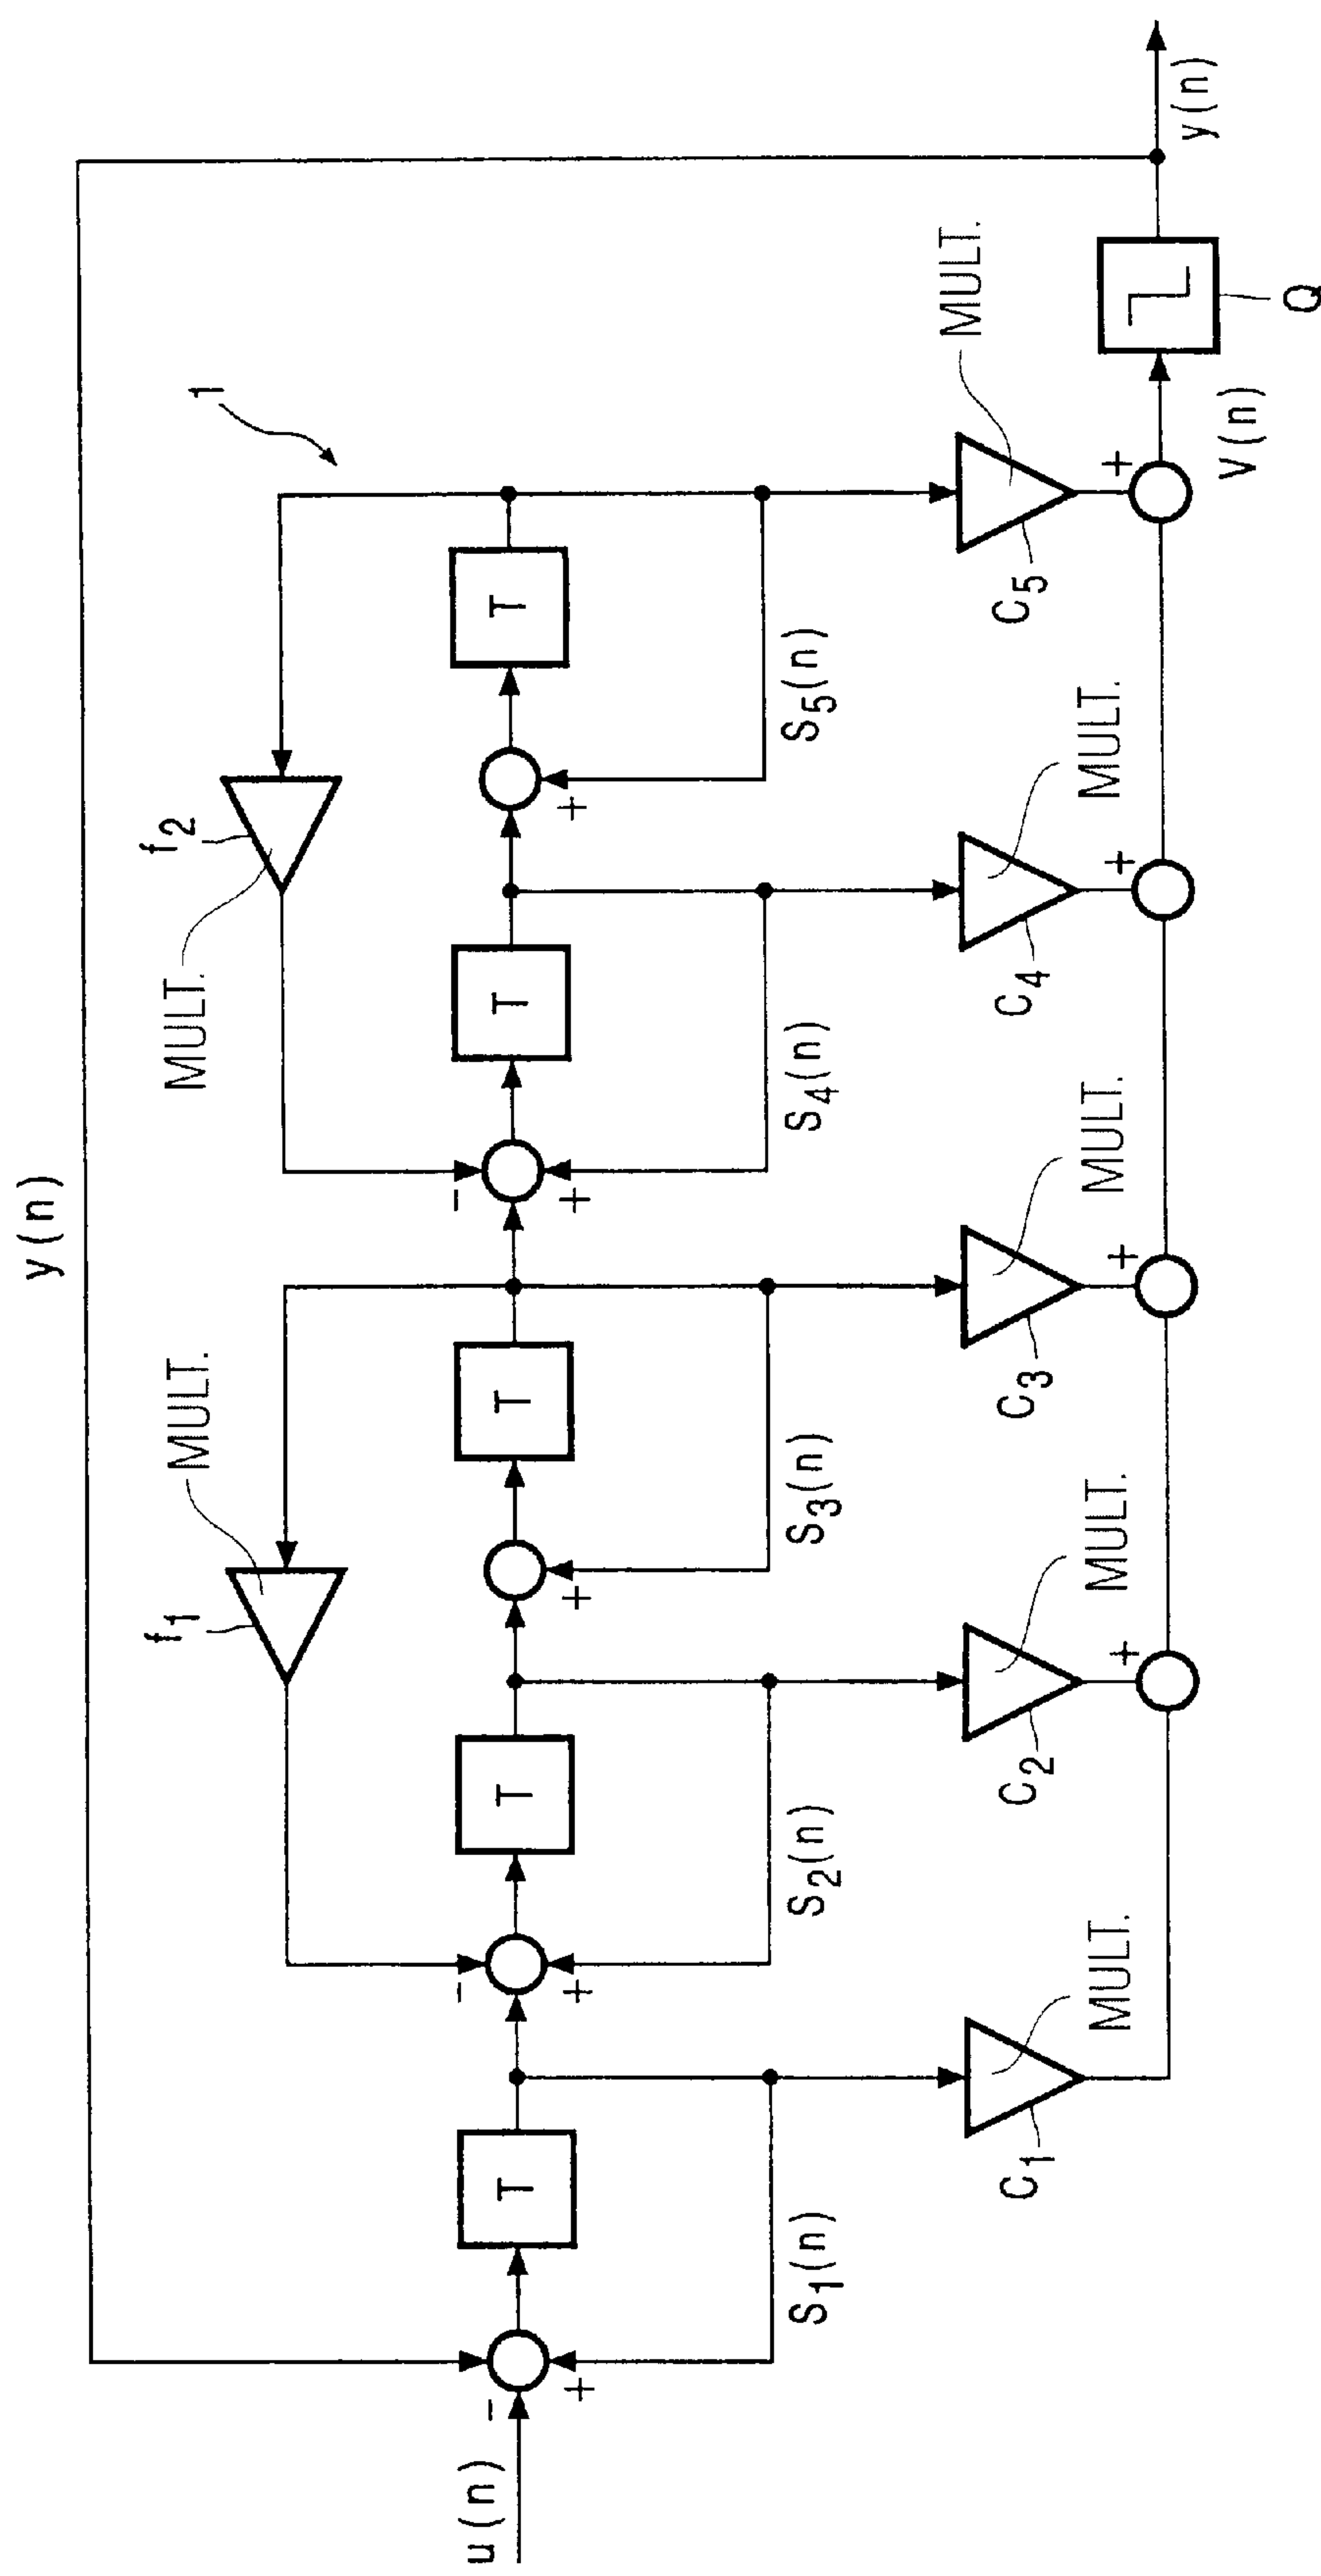 y(n)
1
f1
MULT.
f2
MULT.
u(n)
-
+
T
-
+
T
+
T
-
+
T
+
T
S1(n)
S2(n)
S3(n)
S4(n)
S5(n)
C1
MULT.
C2
MULT.
C3
MULT.
C4
MULT.
C5
MULT.
+
+
+
+
V(n)
Q
y(n)